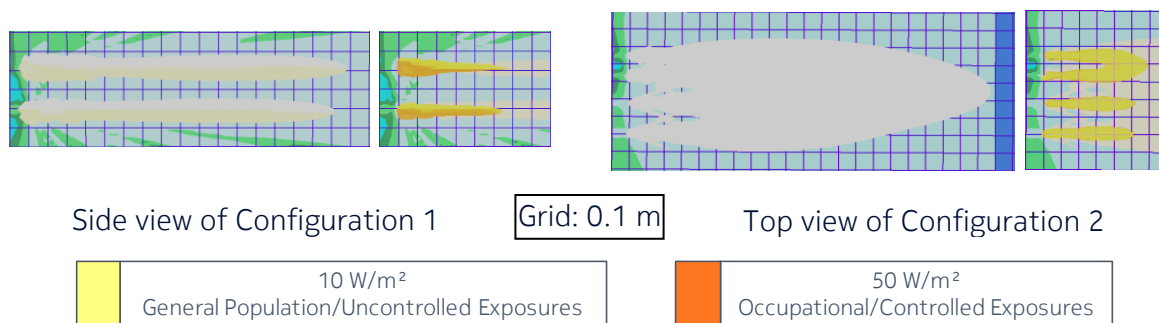 Side view of Configuration 1
Grid: 0.1 m
Top view of Configuration 2
10 W/m²
General Population/Uncontrolled Exposures
50 W/m²
Occupational/Controlled Exposures